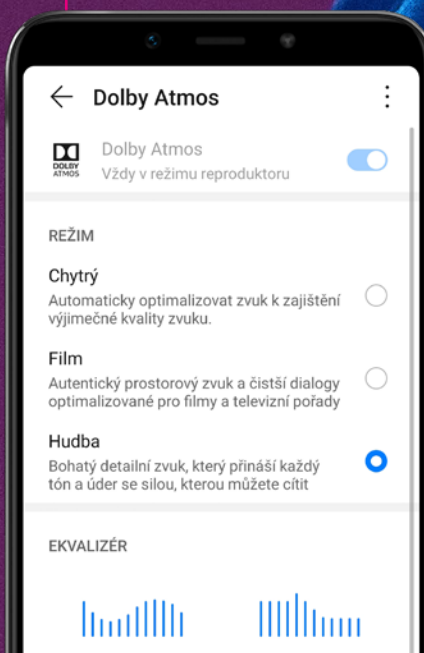 Dolby Atmos
Dolby Atmos
DOLBY
ATMOS
Vždy v režimu reproduktoru
REŽIM
Chytrý
Automaticky optimalizovat zvuk k zajištění
výjimečné kvality zvuku.
Film
Autentický prostorový zvuk a čistší dialogy
optimalizované pro filmy a televizní pořady
Hudba
Bohatý detailní zvuk, který přináší každý
tón a úder se silou, kterou můžete cítit
EKVALIZÉR